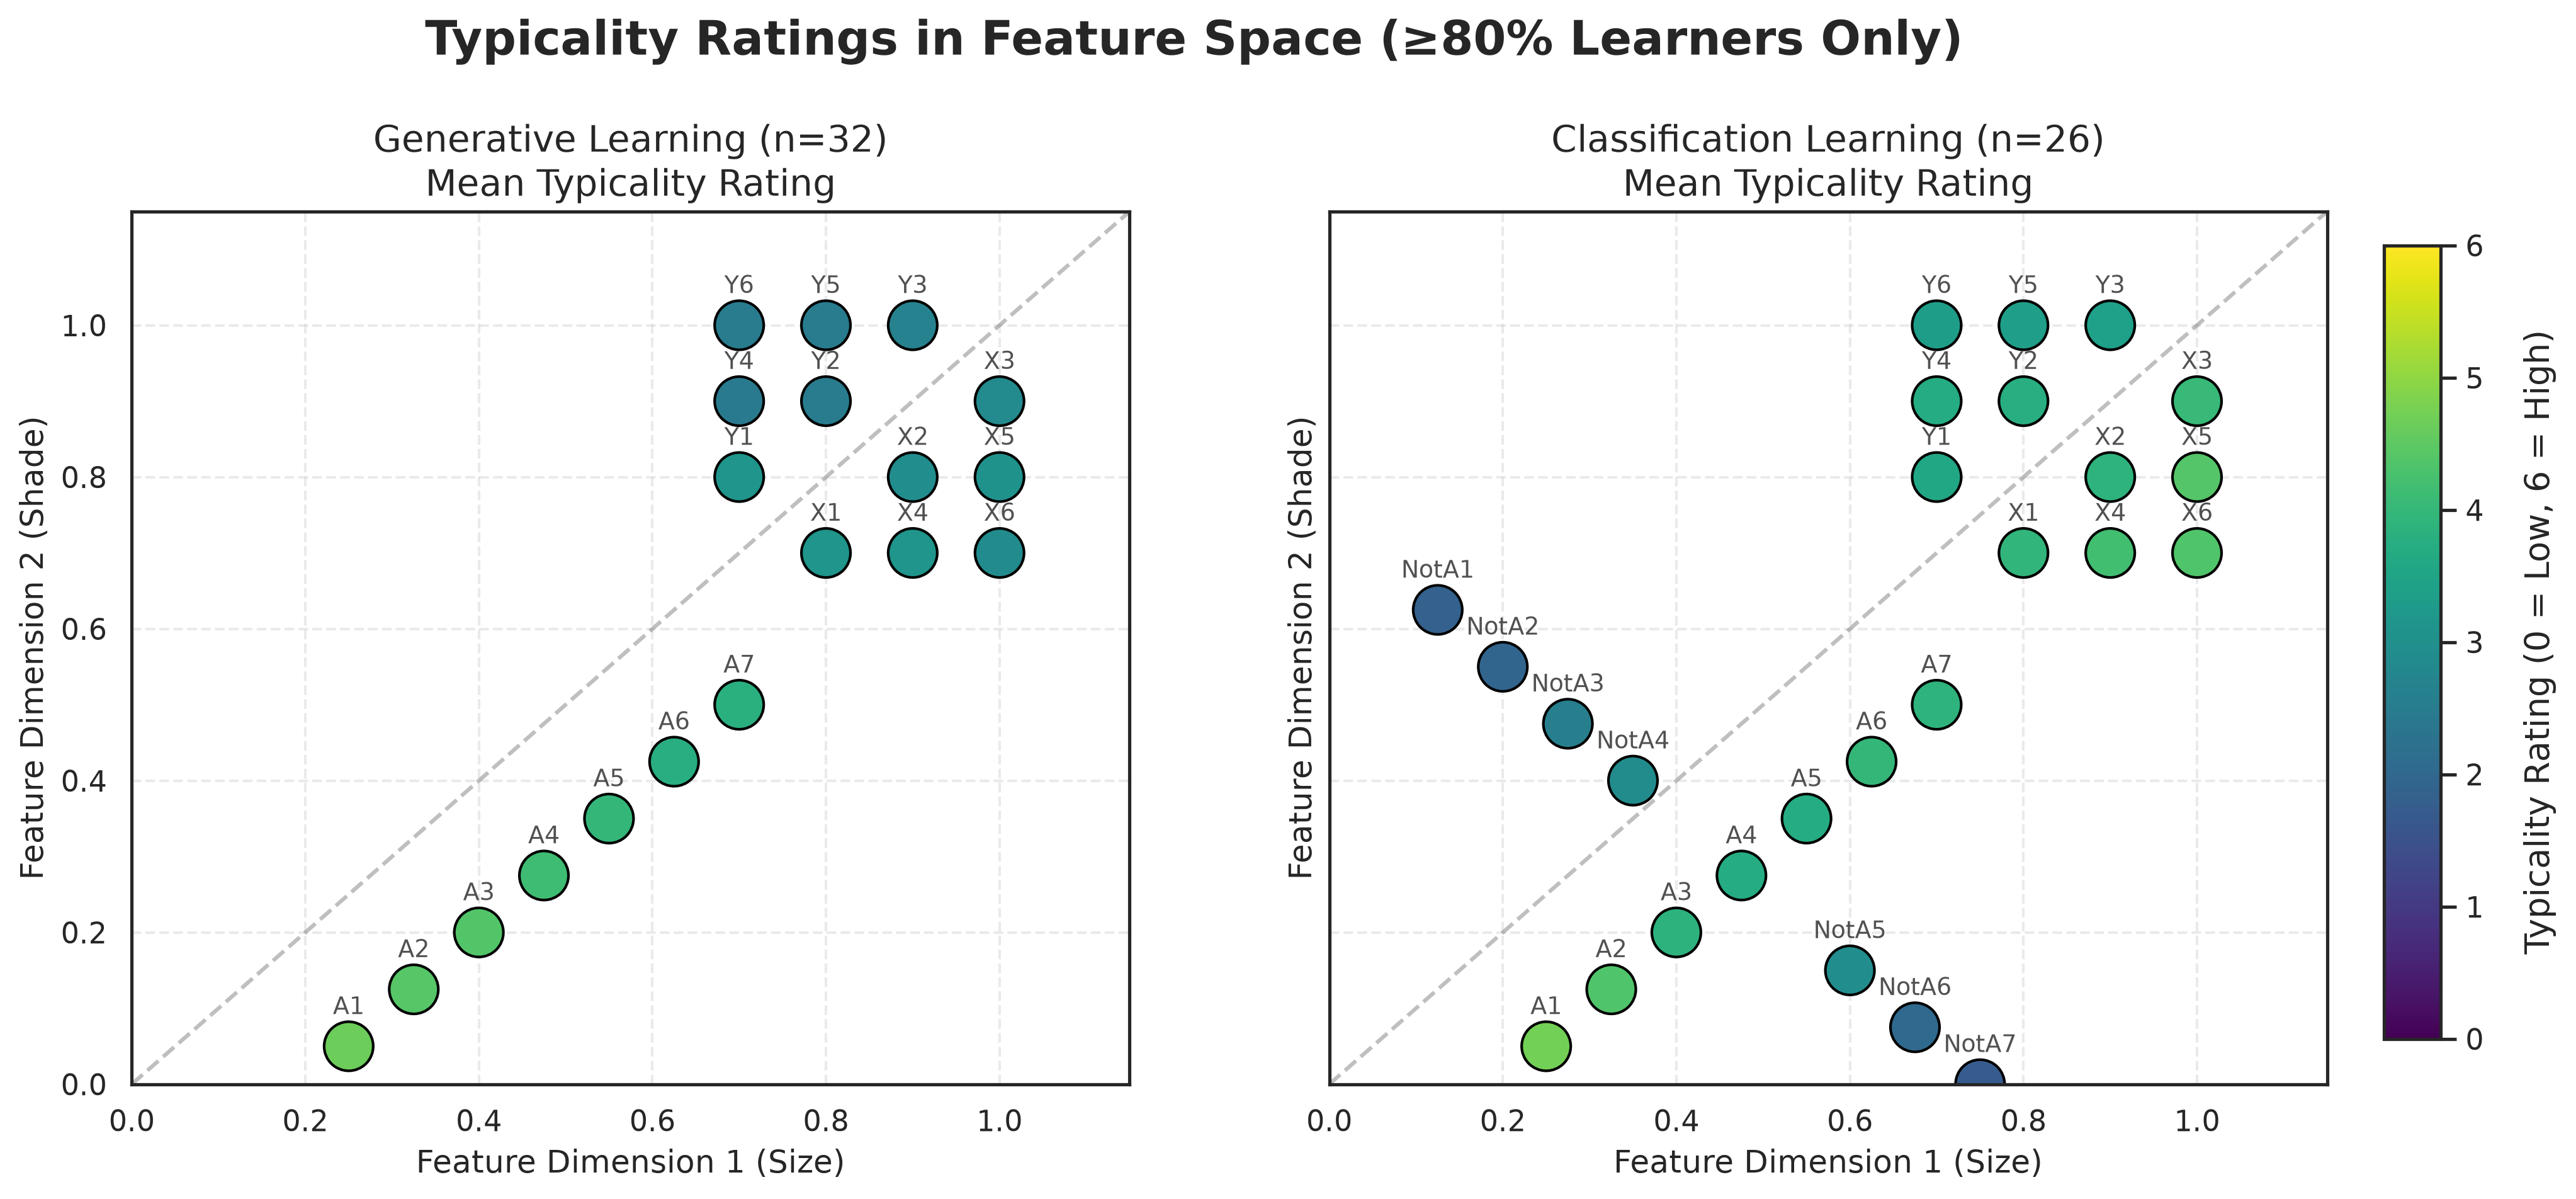 Typicality Ratings in Feature Space (≥80% Learners Only)
Generative Learning (n=32)
Mean Typicality Rating
Y6 Y5 Y3
Y4 Y2 X3
Y1 X2 X5
X1 X4 X6
A7
A6
A5
A4
A3
A2
A1
1.0
0.8
0.6
0.4
0.2
0.0
0.0 0.2 0.4 0.6 0.8 1.0
Feature Dimension 1 (Size)
Feature Dimension 2 (Shade)
Classification Learning (n=26)
Mean Typicality Rating
Y6 Y5 Y3
Y4 Y2 X3
Y1 X2 X5
X1 X4 X6
NotA1
NotA2
NotA3 A7
NotA4 A6
A5
A4
A3
A2 NotA5
NotA6
A1
NotA7
0.0 0.2 0.4 0.6 0.8 1.0
Feature Dimension 1 (Size)
Feature Dimension 2 (Shade)
6
5
4
3
2
1
0
Typicality Rating (0 = Low, 6 = High)